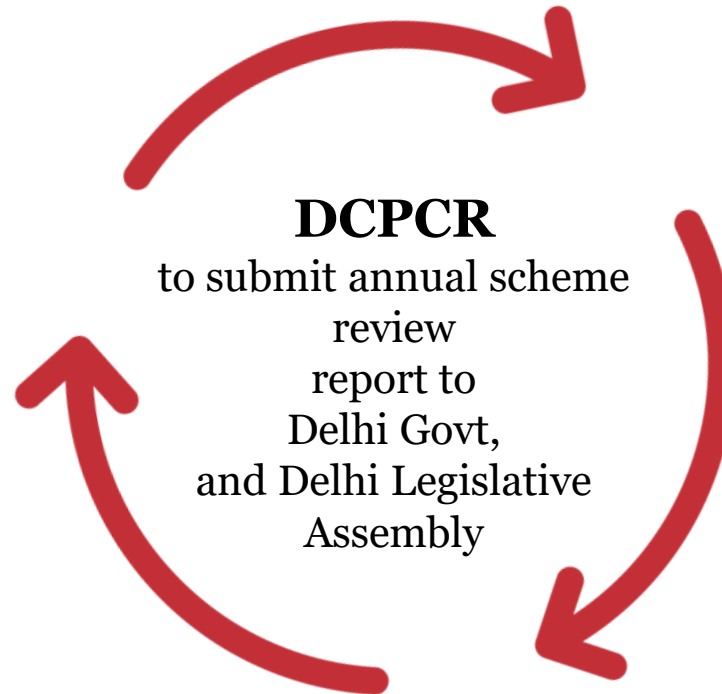 DCPCR
to submit annual scheme
review
report to
Delhi Govt,
and Delhi Legislative
Assembly